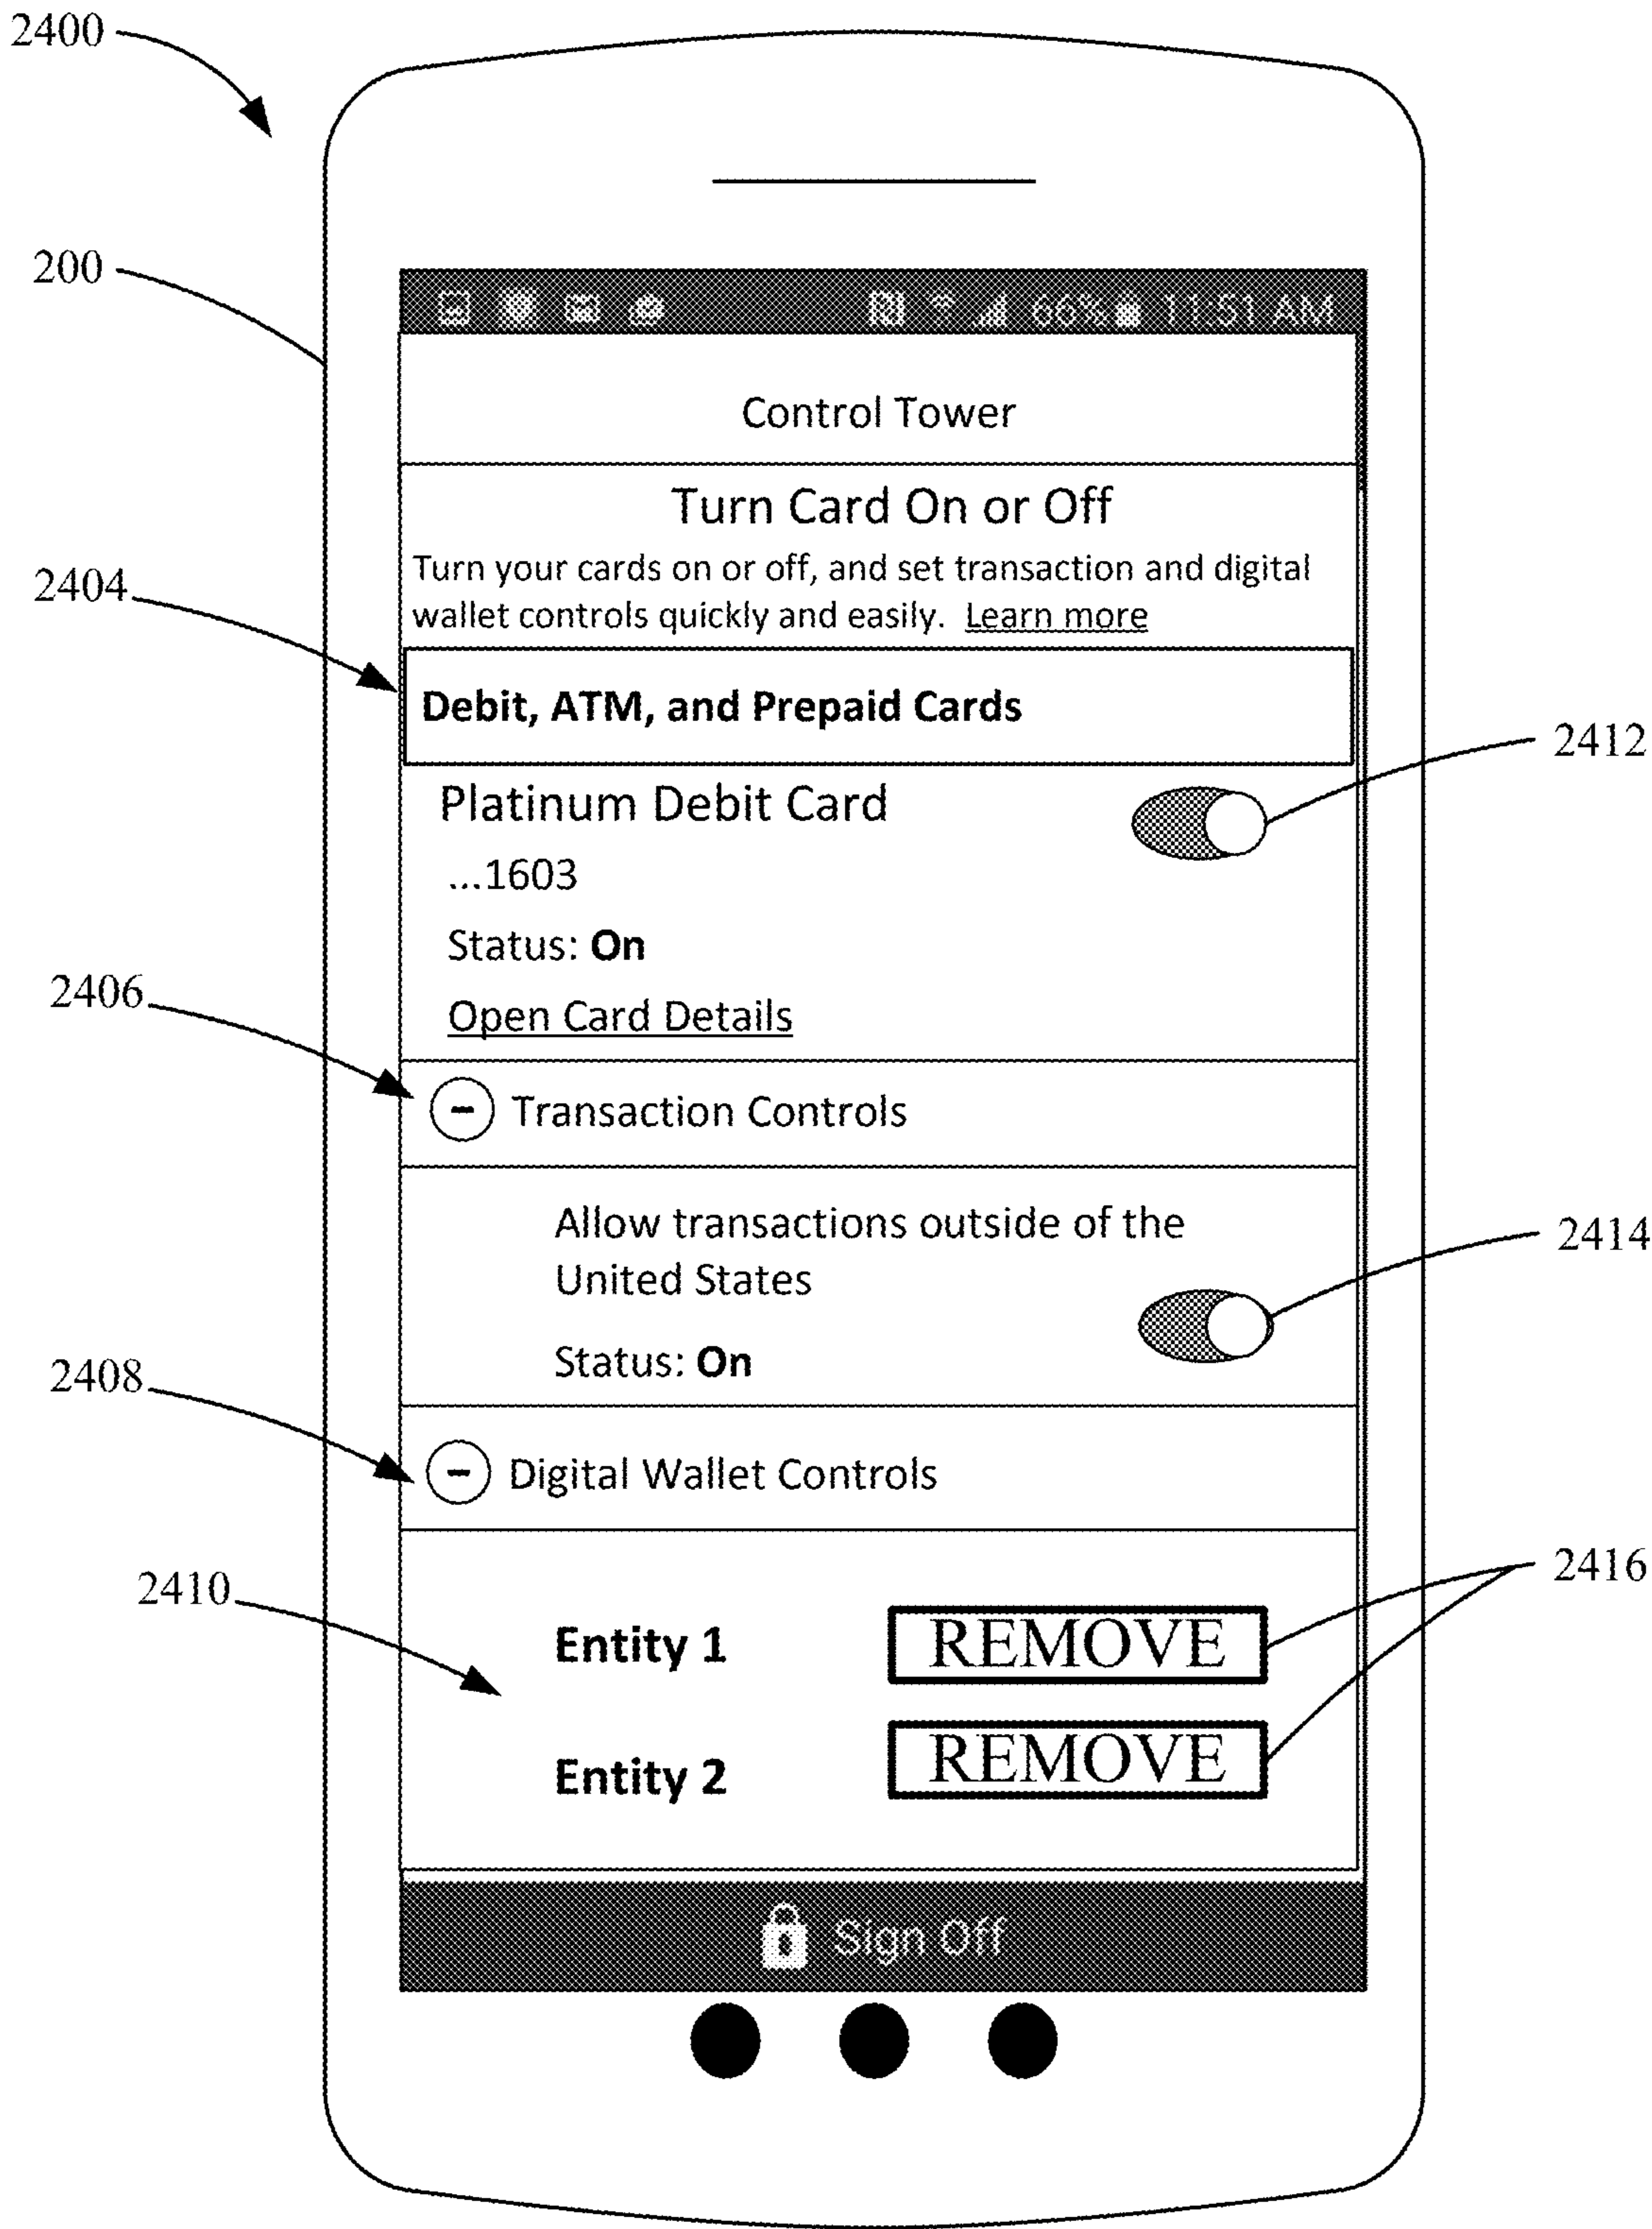 2400
200
66% 11:51 AM
Control Tower
Turn Card On or Off
Turn your cards on or off, and set transaction and digital
wallet controls quickly and easily. Learn more
2404
Debit, ATM, and Prepaid Cards
2412
Platinum Debit Card
...1603
Status: On
2406
Open Card Details
Transaction Controls
Allow transactions outside of the
2414
United States
Status: On
2408
Digital Wallet Controls
2410
2416
Entity 1 REMOVE
Entity 2 REMOVE
Sign Off